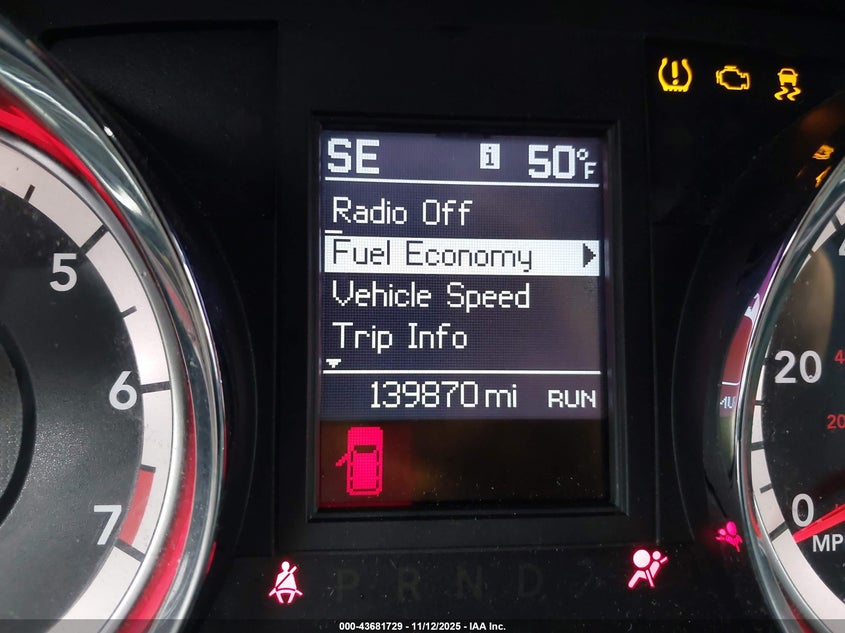 SE i 50°F
Radio Off
Fuel Economy
Vehicle Speed
Trip Info
139870 mi RUN
5
6
7
20
0
MP
P R N D
000-43681729 - 11/12/2025 - IAA Inc.